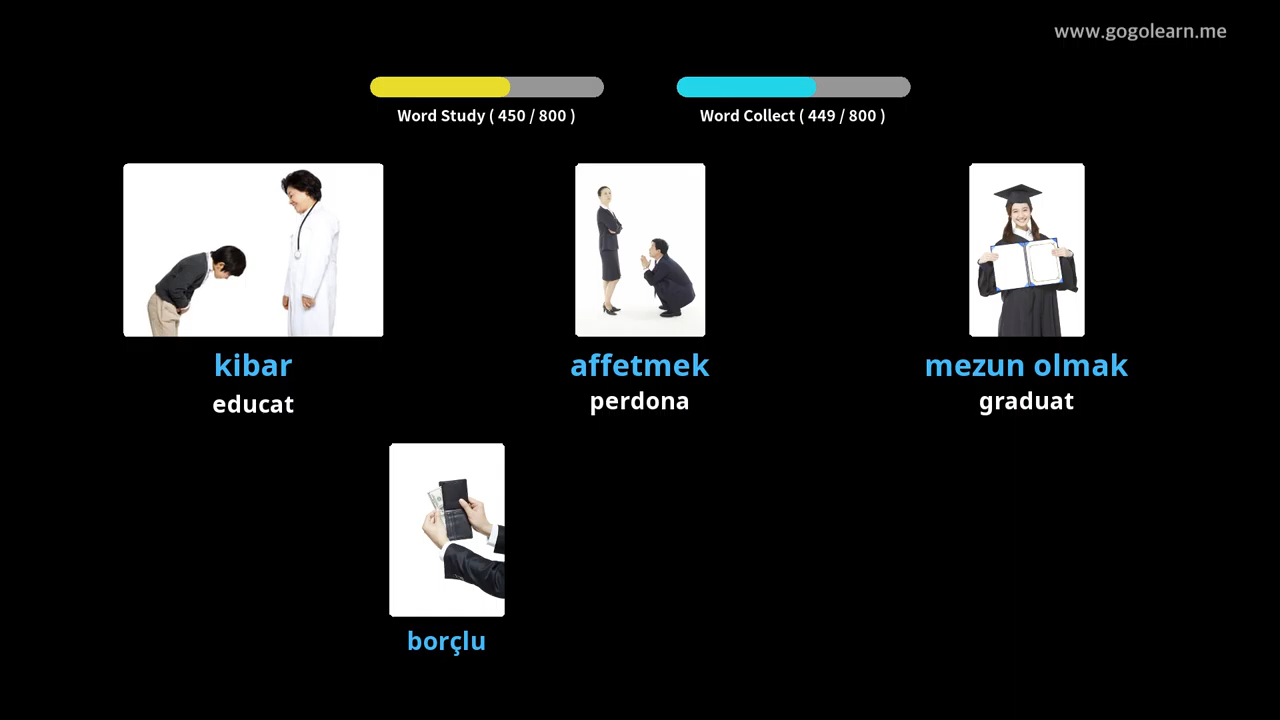 www.gogolearn.me
Word Study ( 450 / 800 )
Word Collect ( 449 / 800 )
kibar
educat
affetmek
perdona
mezun olmak
graduat
borçlu